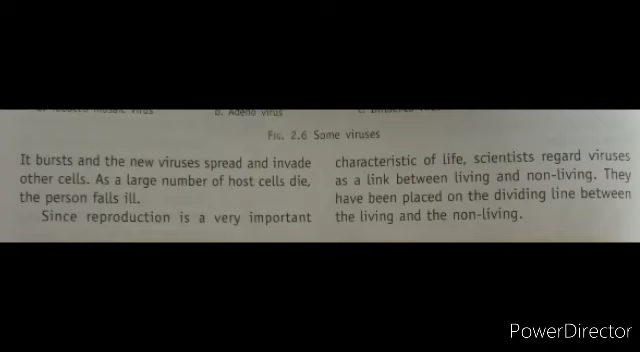 B. Adeno virus
FIG. 2.6 Some viruses
It bursts and the new viruses spread and invade
other cells. As a large number of host cells die,
the person falls ill.
Since reproduction is a very important
characteristic of life, scientists regard viruses
as a link between living and non-living. They
have been placed on the dividing line between
the living and the non-living.
PowerDirector